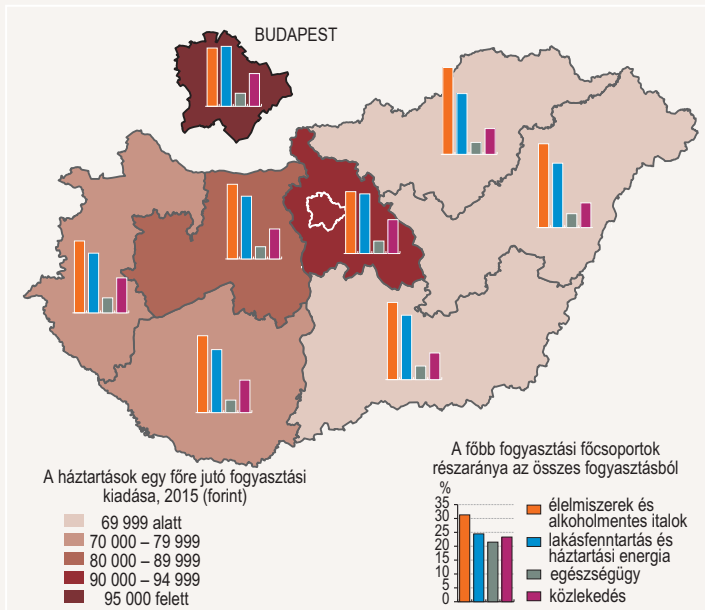 BUDAPEST
A háztartások egy főre jutó fogyasztási
kiadása, 2015 (forint)
69 999 alatt
70 000 – 79 999
80 000 – 89 999
90 000 – 94 999
95 000 felett
A főbb fogyasztási főcsoportok
részaránya az összes fogyasztásból
%
35
30
25
20
15
10
5
0
élelmiszerek és
alkoholmentes italok
lakásfenntartás és
háztartási energia
egészségügy
közlekedés